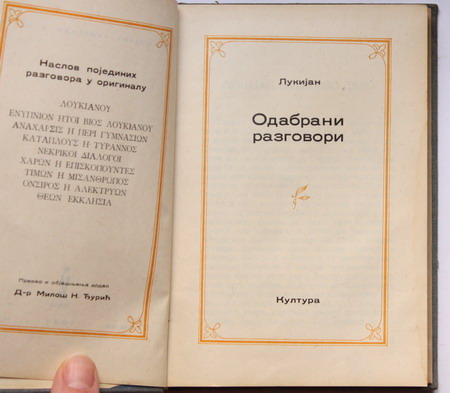 Наслов појединих
разговора у оригиналу
ΛΟΥΚΙΑΝΟΥ
ΕΝΥΠΝΙΟΝ ΗΤΟΙ ΒΙΟΣ ΛΟΥΚΙΑΝΟΥ
ΑΝΑΧΑΡΣΙΣ Η ΠΕΡΙ ΓΥΜΝΑΣΙΩΝ
ΚΑΤΑΠΛΟΥΣ Η ΤΥΡΑΝΝΟΣ
ΝΕΚΡΙΚΟΙ ΔΙΑΛΟΓΟΙ
ΧΑΡΩΝ Η ΕΠΙΣΚΟΠΟΥΝΤΕΣ
ΤΙΜΩΝ Η ΜΙΣΑΝΘΡΩΠΟΣ
ΟΝΣΙΡΟΣ Η ΑΛΕΚΤΡΥΩΝ
ΘΕΩΝ ΕΚΚΛΗΣΙΑ
Превео и објашњења додао
Д-р Милош Н. Ђурић
Лукијан
Одабрани
разговори
Култура